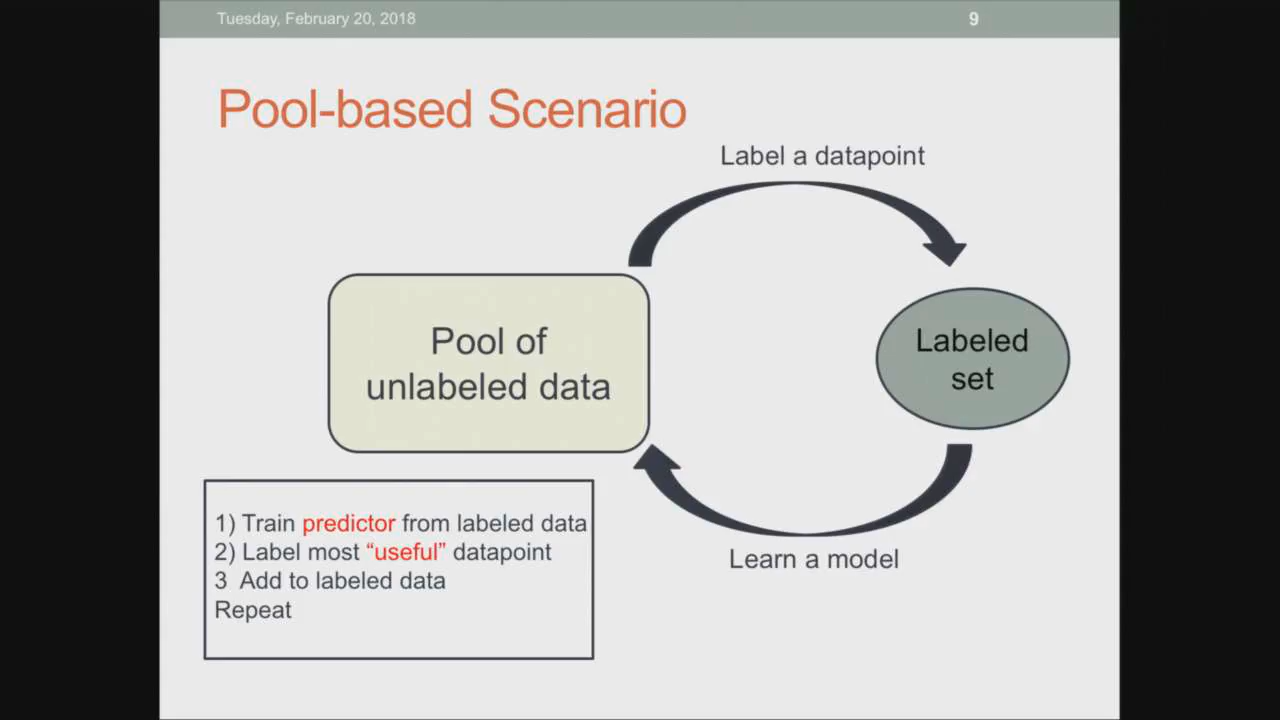 Tuesday, February 20, 2018
9
Pool-based Scenario
Label a datapoint
Pool of
unlabeled data
Labeled
set
1) Train predictor from labeled data
2) Label most “useful” datapoint
3  Add to labeled data
Repeat
Learn a model